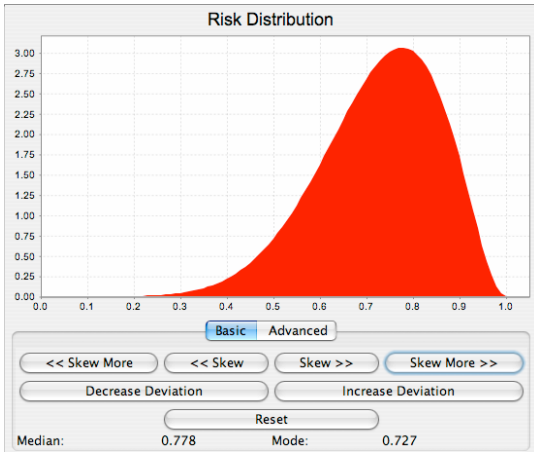 Risk Distribution
3.00
2.75
2.50
2.25
2.00
1.75
1.50
1.25
1.00
0.75
0.50
0.25
0.00
0.0 0.1 0.2 0.3 0.4 0.5 0.6 0.7 0.8 0.9 1.0
Basic Advanced
<< Skew More << Skew Skew >> Skew More >>
Decrease Deviation Increase Deviation
Reset
Median: 0.778 Mode: 0.727